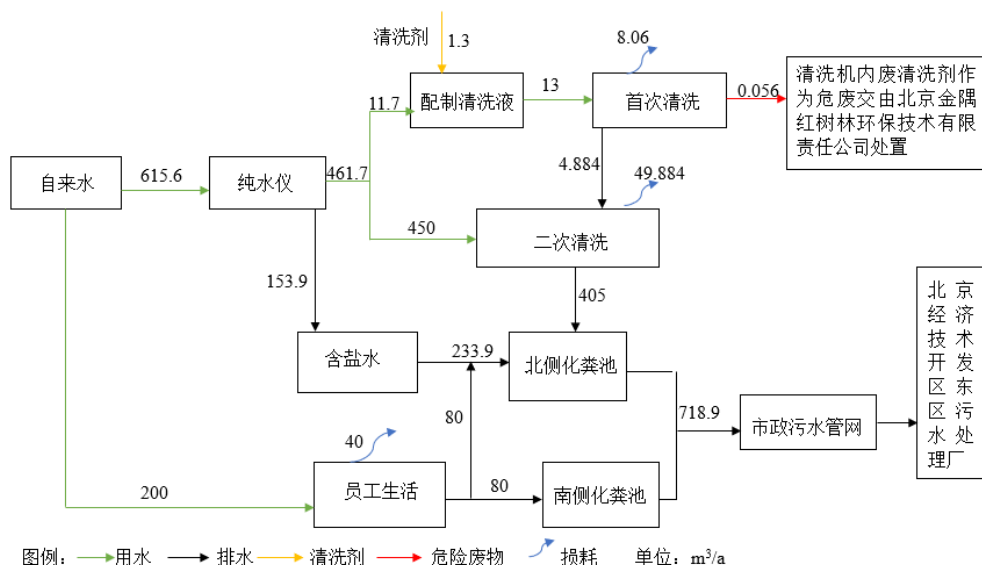 清洗剂
1.3
8.06
配制清洗液
13
首次清洗
0.056
清洗机内废清洗剂作
为危废交由北京金隅
红树林环保技术有限
责任公司处置
11.7
自来水
615.6
纯水仪
461.7
4.884
49.884
450
二次清洗
153.9
405
含盐水
233.9
北侧化粪池
北京
经济
技术
开发
区东
区污
水处
理厂
80
718.9
市政污水管网
40
200
员工生活
80
南侧化粪池
图例：
用水
排水
清洗剂
危险废物
损耗
单位：m³/a